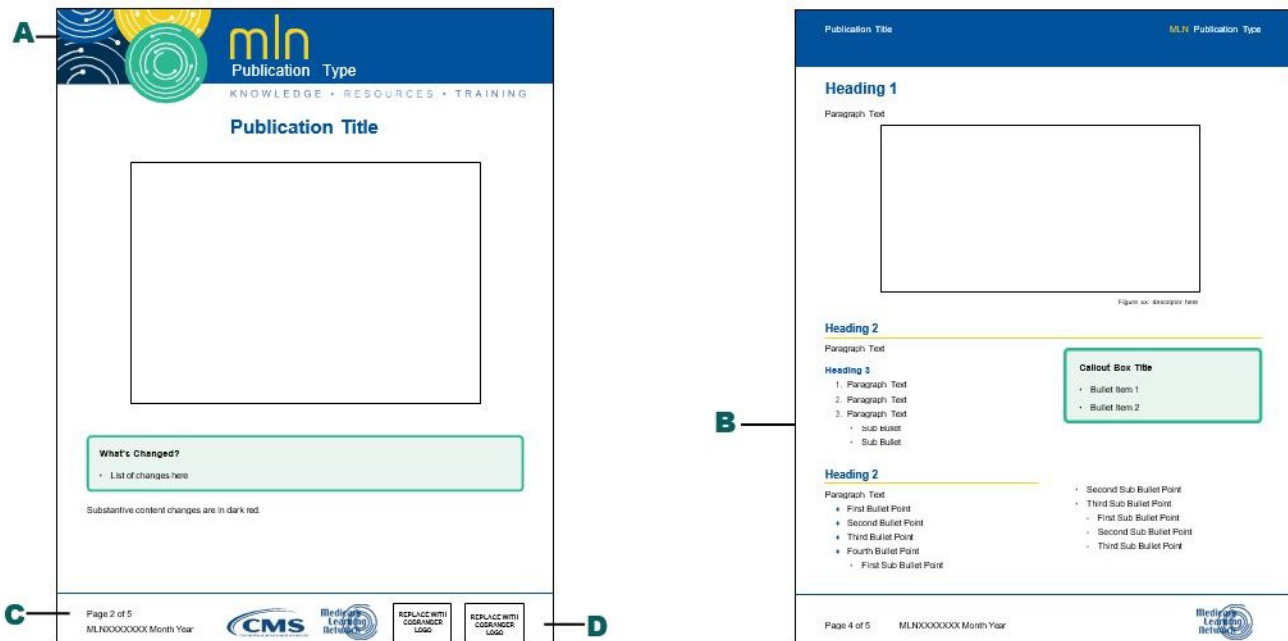 A
mln
Publication Type
KNOWLEDGE • RESOURCES • TRAINING
Publication Title
What's Changed?
• List of changes here
Substantive content changes are in dark red.
C
Page 2 of 5
MLNXXXXXXX Month Year
CMS
Medicare
Learning
Network
REPLACE WITH
COBRANDER
LOGO
REPLACE WITH
COBRANDER
LOGO
D
Publication Title
MLN Publication Type
Heading 1
Paragraph Text
Figure xx: descriptor here
Heading 2
Paragraph Text
Heading 3
1. Paragraph Text
2. Paragraph Text
3. Paragraph Text
• Sub Bullet
• Sub Bullet
Callout Box Title
• Bullet Item 1
• Bullet Item 2
B
Heading 2
Paragraph Text
♦ First Bullet Point
♦ Second Bullet Point
♦ Third Bullet Point
♦ Fourth Bullet Point
• First Sub Bullet Point
• Second Sub Bullet Point
• Third Sub Bullet Point
- First Sub Bullet Point
- Second Sub Bullet Point
- Third Sub Bullet Point
Page 4 of 5
MLNXXXXXXX Month Year
Medicare
Learning
Network